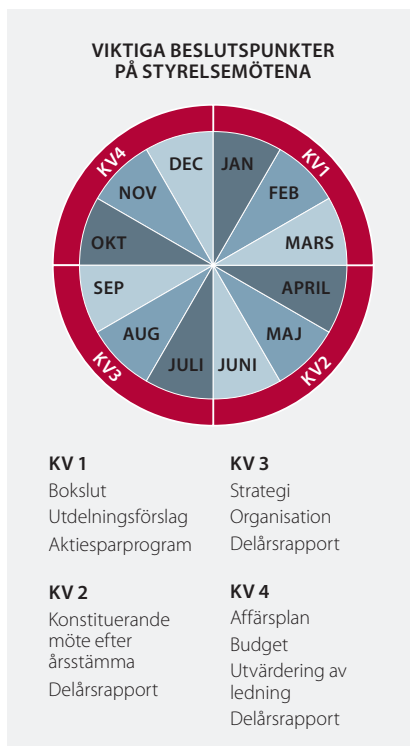 VIKTIGA BESLUTSPUNKTER
PÅ STYRELSEMÖTENA
KV4
KV1
DEC
JAN
NOV
FEB
OKT
MARS
SEP
APRIL
AUG
MAJ
JULI
JUNI
KV3
KV2
KV 1
Bokslut
Utdelningsförslag
Aktiesparprogram
KV 2
Konstituerande
möte efter
årsstämma
Delårsrapport
KV 3
Strategi
Organisation
Delårsrapport
KV 4
Affärsplan
Budget
Utvärdering av
ledning
Delårsrapport